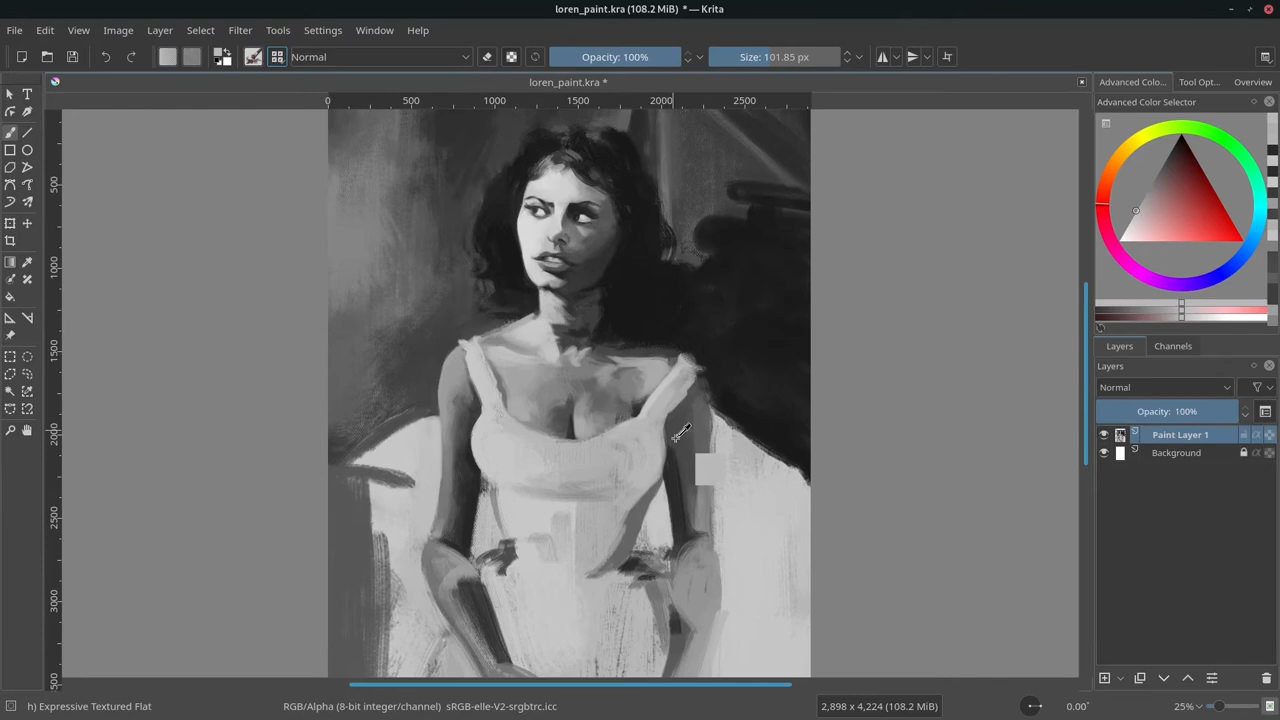 loren_paint.kra (108.2 MiB) * — Krita
File Edit View Image Layer Select Filter Tools Settings Window Help
Normal Opacity: 100% Size: 101.85 px
loren_paint.kra *
0 500 1000 1500 2000 2500
500
1000
1500
2000
2500
3000
500
Advanced Colo... Tool Opt... Overview
Advanced Color Selector
Layers Channels
Layers
Normal
Opacity: 100%
Paint Layer 1
Background
h) Expressive Textured Flat RGB/Alpha (8-bit integer/channel) sRGB-elle-V2-srgbtrc.icc 2,898 x 4,224 (108.2 MiB) 0.00° 25%